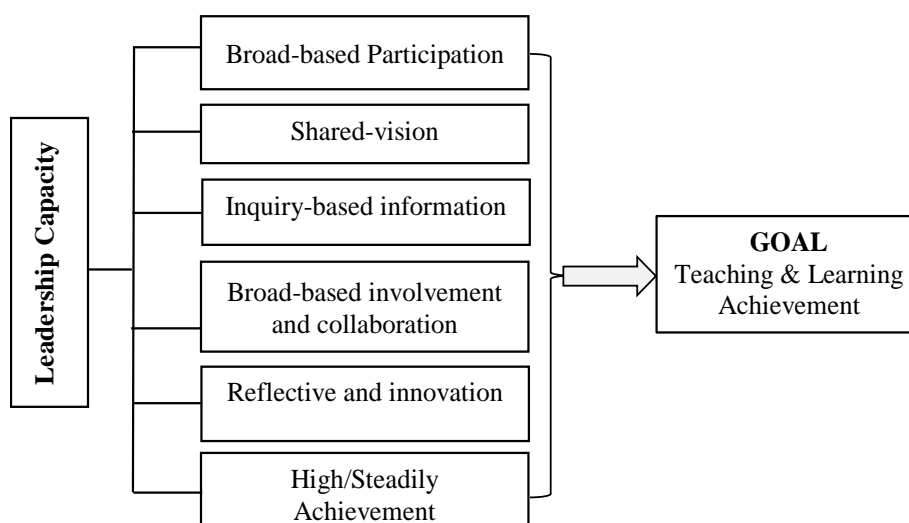 Leadership Capacity
Broad-based Participation
Shared-vision
Inquiry-based information
Broad-based involvement
and collaboration
Reflective and innovation
High/Steadily
Achievement
GOAL
Teaching & Learning
Achievement